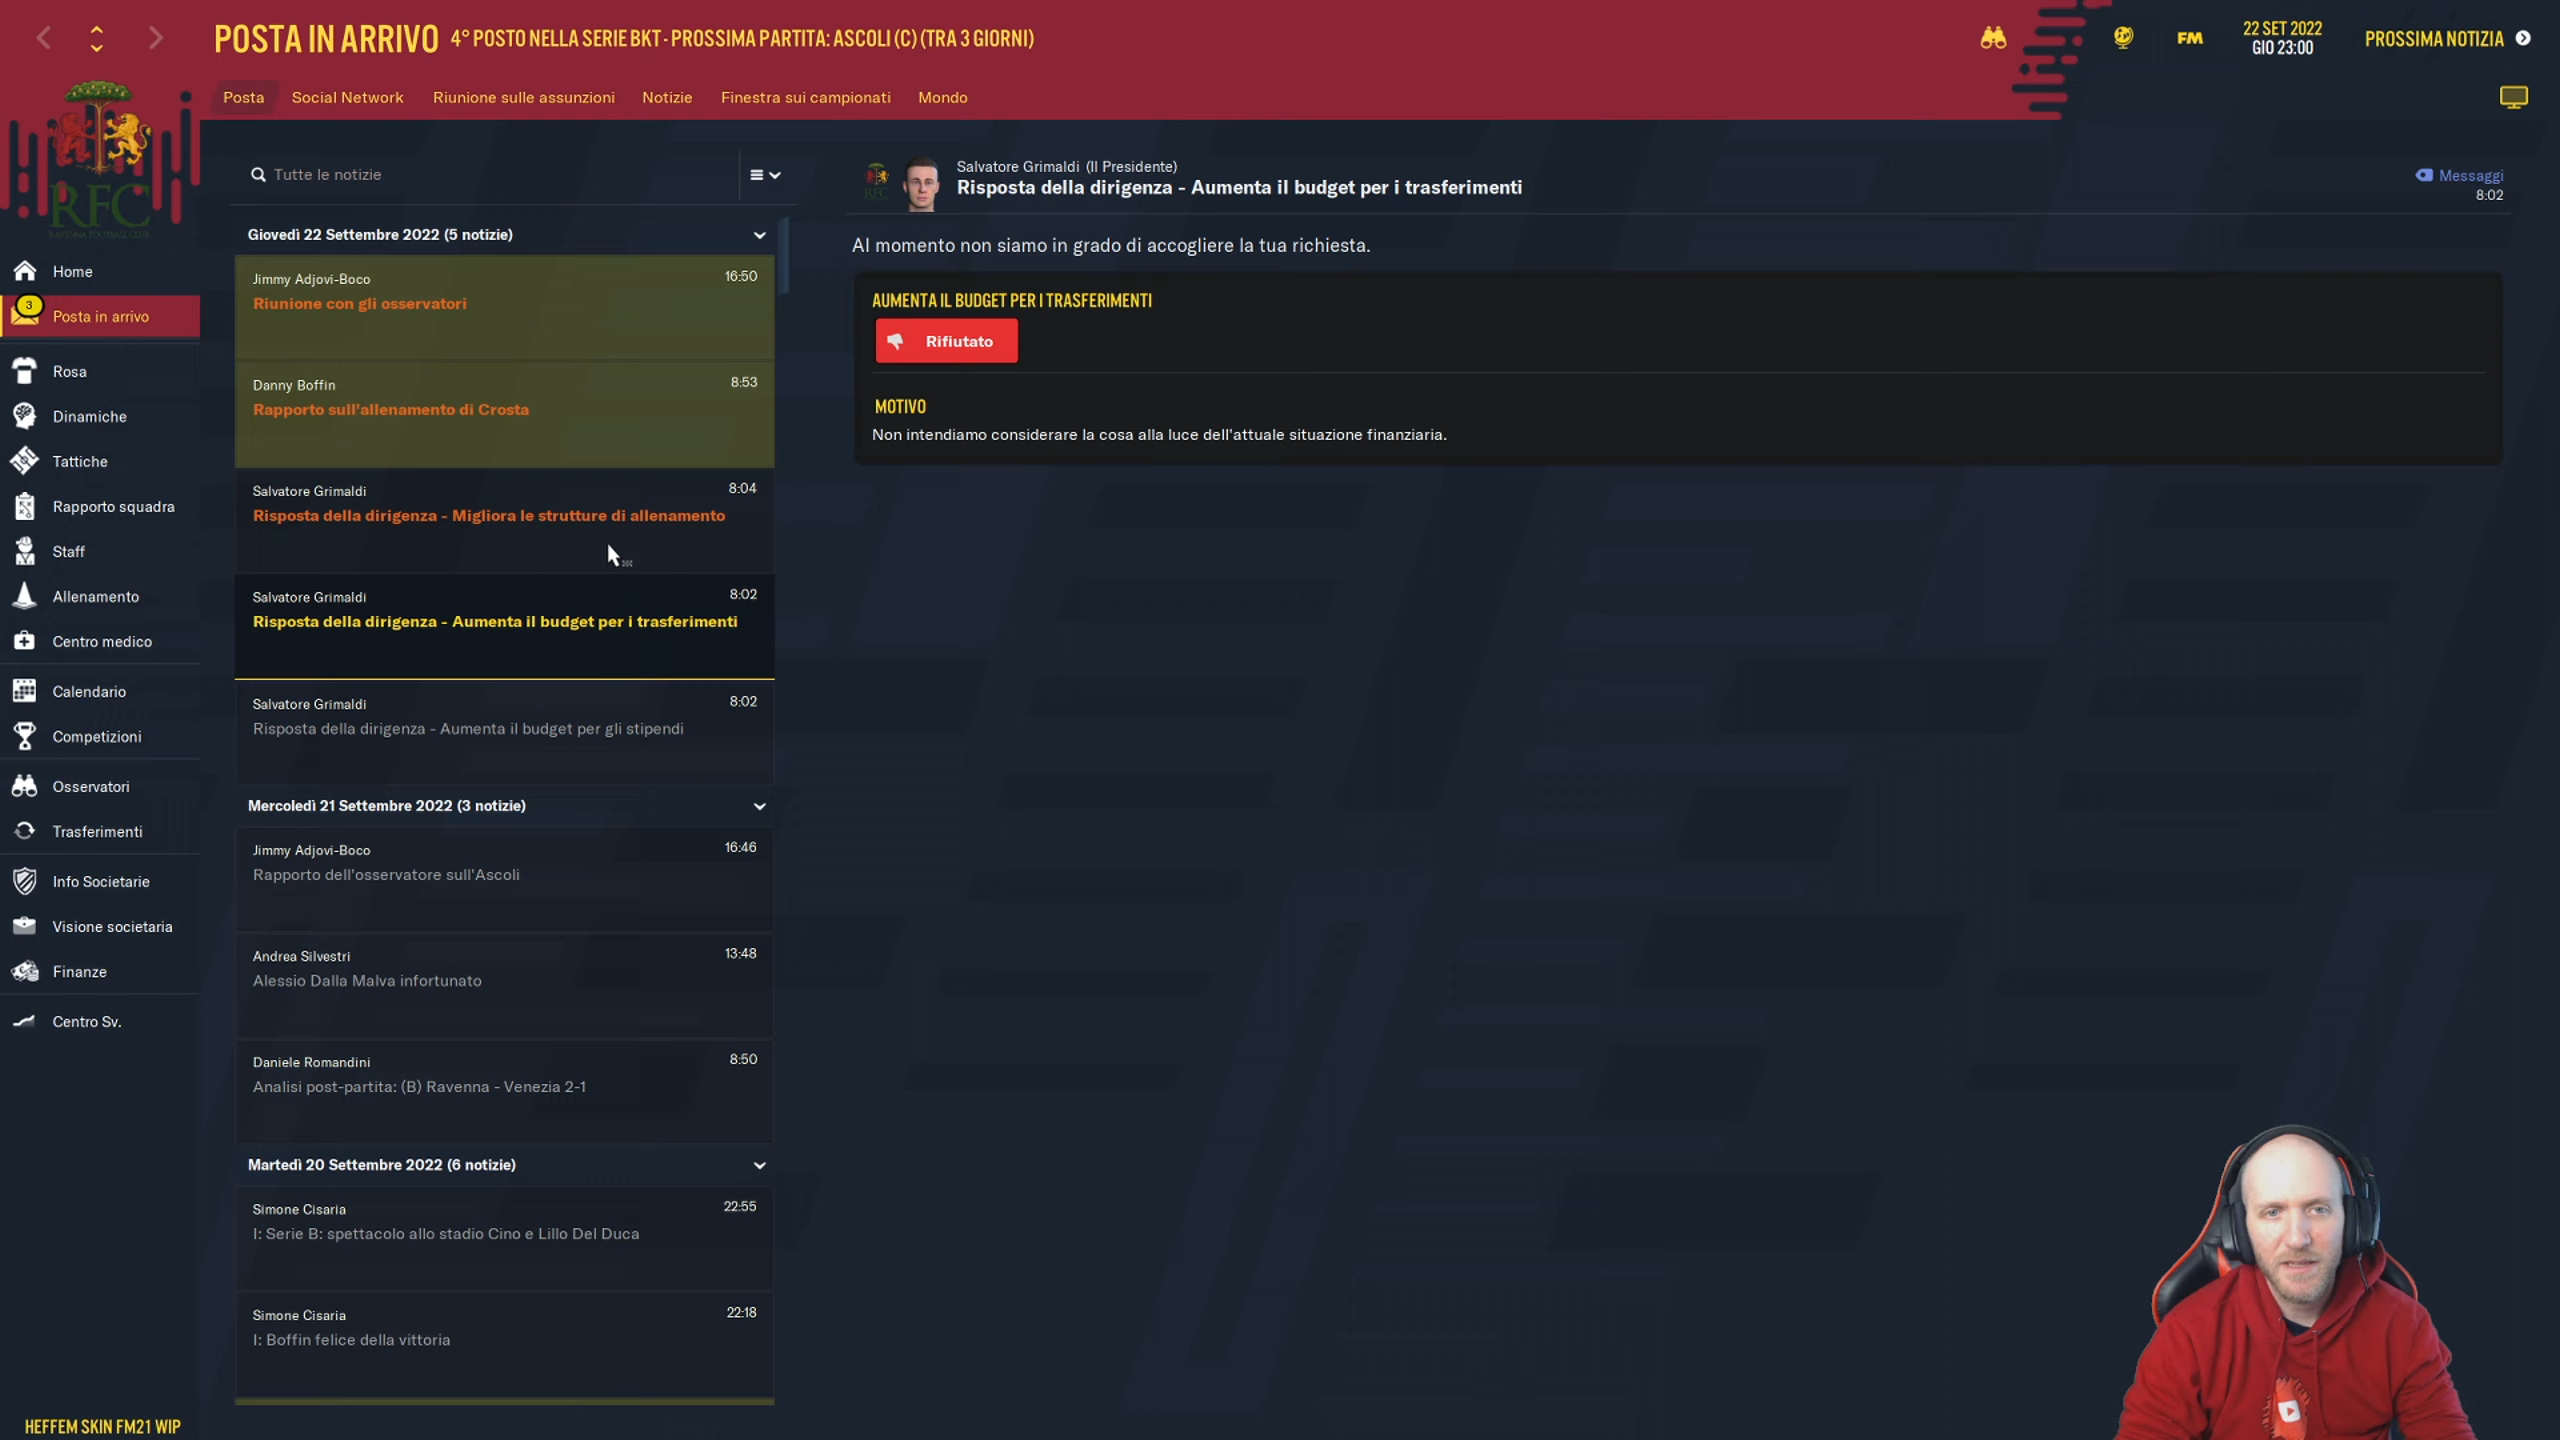 POSTA IN ARRIVO 4° POSTO NELLA SERIE BKT - PROSSIMA PARTITA: ASCOLI (C) (TRA 3 GIORNI)
FM
22 SET 2022
GIO 23:00
PROSSIMA NOTIZIA
Posta Social Network Riunione sulle assunzioni Notizie Finestra sui campionati Mondo
RFC
RAVENNA FOOTBALL CLUB
Home
3
Posta in arrivo
Rosa
Dinamiche
Tattiche
Rapporto squadra
Staff
Allenamento
Centro medico
Calendario
Competizioni
Osservatori
Trasferimenti
Info Societarie
Visione societaria
Finanze
Centro Sv.
HEFFEM SKIN FM21 WIP
Tutte le notizie
Giovedì 22 Settembre 2022 (5 notizie)
Jimmy Adjovi-Boco 16:50
Riunione con gli osservatori
Danny Boffin 8:53
Rapporto sull'allenamento di Crosta
Salvatore Grimaldi 8:04
Risposta della dirigenza - Migliora le strutture di allenamento
Salvatore Grimaldi 8:02
Risposta della dirigenza - Aumenta il budget per i trasferimenti
Salvatore Grimaldi 8:02
Risposta della dirigenza - Aumenta il budget per gli stipendi
Mercoledì 21 Settembre 2022 (3 notizie)
Jimmy Adjovi-Boco 16:46
Rapporto dell'osservatore sull'Ascoli
Andrea Silvestri 13:48
Alessio Dalla Malva infortunato
Daniele Romandini 8:50
Analisi post-partita: (B) Ravenna - Venezia 2-1
Martedì 20 Settembre 2022 (6 notizie)
Simone Cisaria 22:55
I: Serie B: spettacolo allo stadio Cino e Lillo Del Duca
Simone Cisaria 22:18
I: Boffin felice della vittoria
Salvatore Grimaldi (Il Presidente)
Risposta della dirigenza - Aumenta il budget per i trasferimenti
Messaggi
8:02
Al momento non siamo in grado di accogliere la tua richiesta.
AUMENTA IL BUDGET PER I TRASFERIMENTI
Rifiutato
MOTIVO
Non intendiamo considerare la cosa alla luce dell'attuale situazione finanziaria.